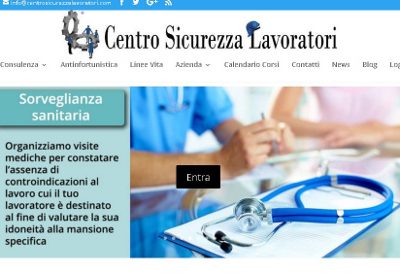 info@centrosicurezzalavoratori.com
Centro Sicurezza Lavoratori
Consulenza Antinfortunistica Linee Vita Azienda Calendario Corsi Contatti News Blog Log
Sorveglianza
sanitaria
Organizziamo visite
mediche per constatare
l'assenza di
controindicazioni al
lavoro cui il tuo
lavoratore è destinato
al fine di valutare la sua
idoneità alla mansione
specifica
Entra